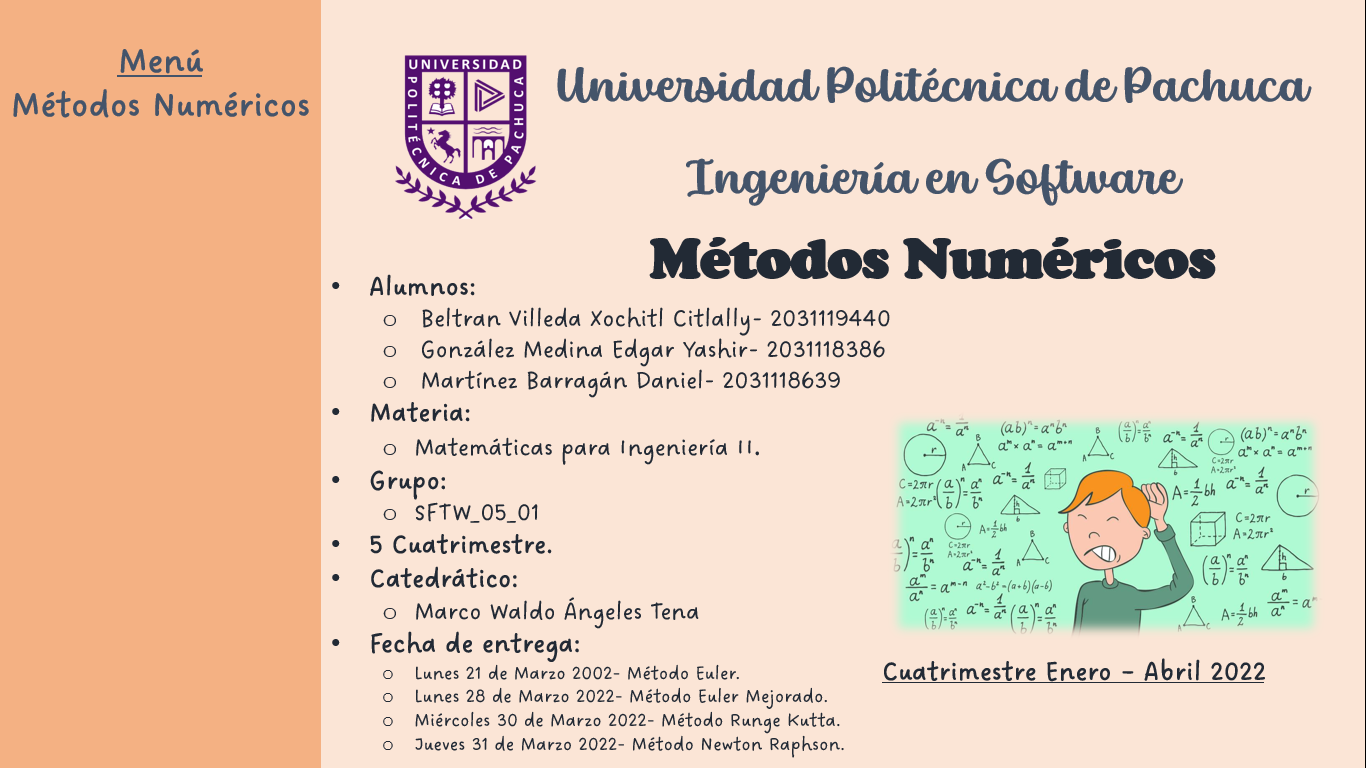 Menú
Métodos Numéricos
UNIVERSIDAD
POLITÉCNICA DE PACHUCA
Universidad Politécnica de Pachuca
Ingeniería en Software
Métodos Numéricos
• Alumnos:
o Beltran Villeda Xochitl Citlally- 2031119440
o González Medina Edgar Yashir- 2031118386
o Martínez Barragán Daniel- 2031118639
• Materia:
o Matemáticas para Ingeniería II.
• Grupo:
o SFTW_05_01
• 5 Cuatrimestre.
• Catedrático:
o Marco Waldo Ángeles Tena
• Fecha de entrega:
o Lunes 21 de Marzo 2002- Método Euler.
o Lunes 28 de Marzo 2022- Método Euler Mejorado.
o Miércoles 30 de Marzo 2022- Método Runge Kutta.
o Jueves 31 de Marzo 2022- Método Newton Raphson.
Cuatrimestre Enero – Abril 2022